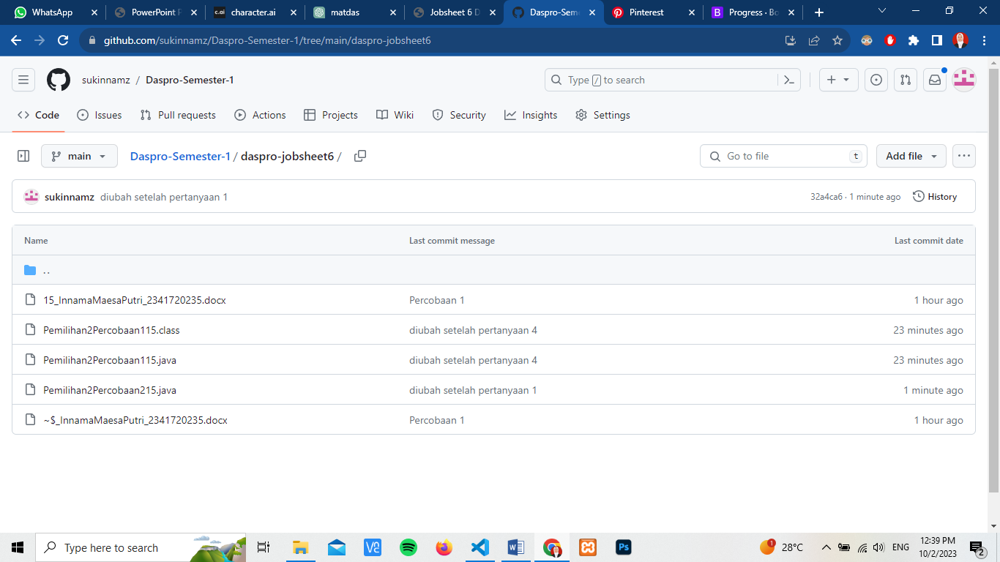 WhatsApp
PowerPoint P
character.ai
matdas
Jobsheet 6 D
Daspro-Sem
Pinterest
Progress · Bo
github.com/sukinnamz/Daspro-Semester-1/tree/main/daspro-jobsheet6
sukinnamz / Daspro-Semester-1
Type / to search
Code
Issues
Pull requests
Actions
Projects
Wiki
Security
Insights
Settings
main
Daspro-Semester-1 / daspro-jobsheet6 /
Go to file
t
Add file
sukinnamz diubah setelah pertanyaan 1
32a4ca6 · 1 minute ago
History
Name Last commit message Last commit date
..
15_InnamaMaesaPutri_2341720235.docx Percobaan 1 1 hour ago
Pemilihan2Percobaan115.class diubah setelah pertanyaan 4 23 minutes ago
Pemilihan2Percobaan115.java diubah setelah pertanyaan 4 23 minutes ago
Pemilihan2Percobaan215.java diubah setelah pertanyaan 1 1 minute ago
~$_InnamaMaesaPutri_2341720235.docx Percobaan 1 1 hour ago
Type here to search
28°C
ENG
12:39 PM
10/2/2023
2